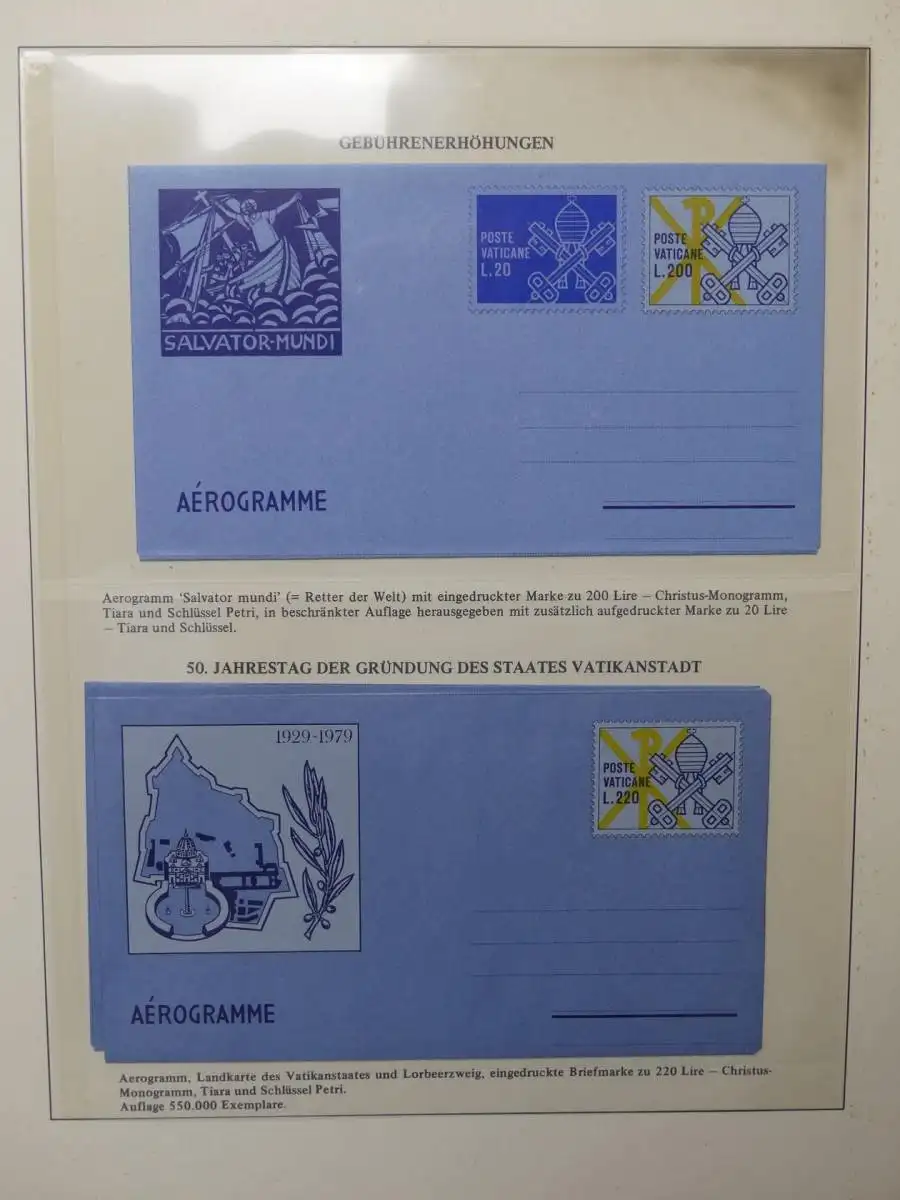 GEBÜHRENERHÖHUNGEN
SALVATOR-MUNDI
POSTE
VATICANE
L.20
POSTE
VATICANE
L.200
AÉROGRAMME
Aerogramm 'Salvator mundi' (= Retter der Welt) mit eingedruckter Marke zu 200 Lire – Christus-Monogramm,
Tiara und Schlüssel Petri, in beschränkter Auflage herausgegeben mit zusätzlich aufgedruckter Marke zu 20 Lire
– Tiara und Schlüssel.
50. JAHRESTAG DER GRÜNDUNG DES STAATES VATIKANSTADT
1929-1979
POSTE
VATICANE
L.220
AÉROGRAMME
Aerogramm, Landkarte des Vatikanstaates und Lorbeerzweig, eingedruckte Briefmarke zu 220 Lire – Christus-
Monogramm, Tiara und Schlüssel Petri.
Auflage 550.000 Exemplare.